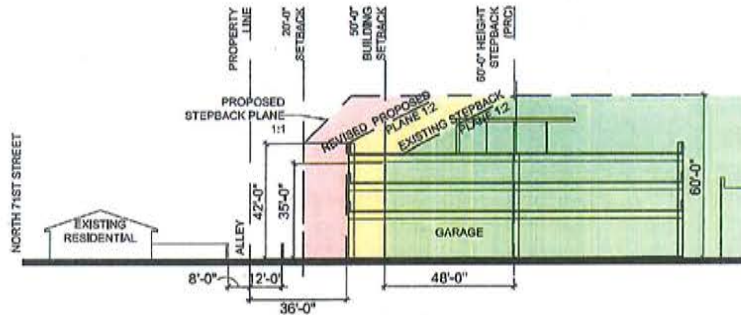 PROPERTY
LINE
20'-0"
SETBACK
50'-0"
BUILDING
SETBACK
60'-0" HEIGHT
STEPBACK
(PRC)
PROPOSED
STEPBACK PLANE
1:1
REVISED PROPOSED
PLANE 1:2
EXISTING STEPBACK
PLANE 1:2
NORTH 71ST STREET
EXISTING
RESIDENTIAL
ALLEY
42'-0"
35'-0"
GARAGE
60'-0"
8'-0"
12'-0"
48'-0"
36'-0"